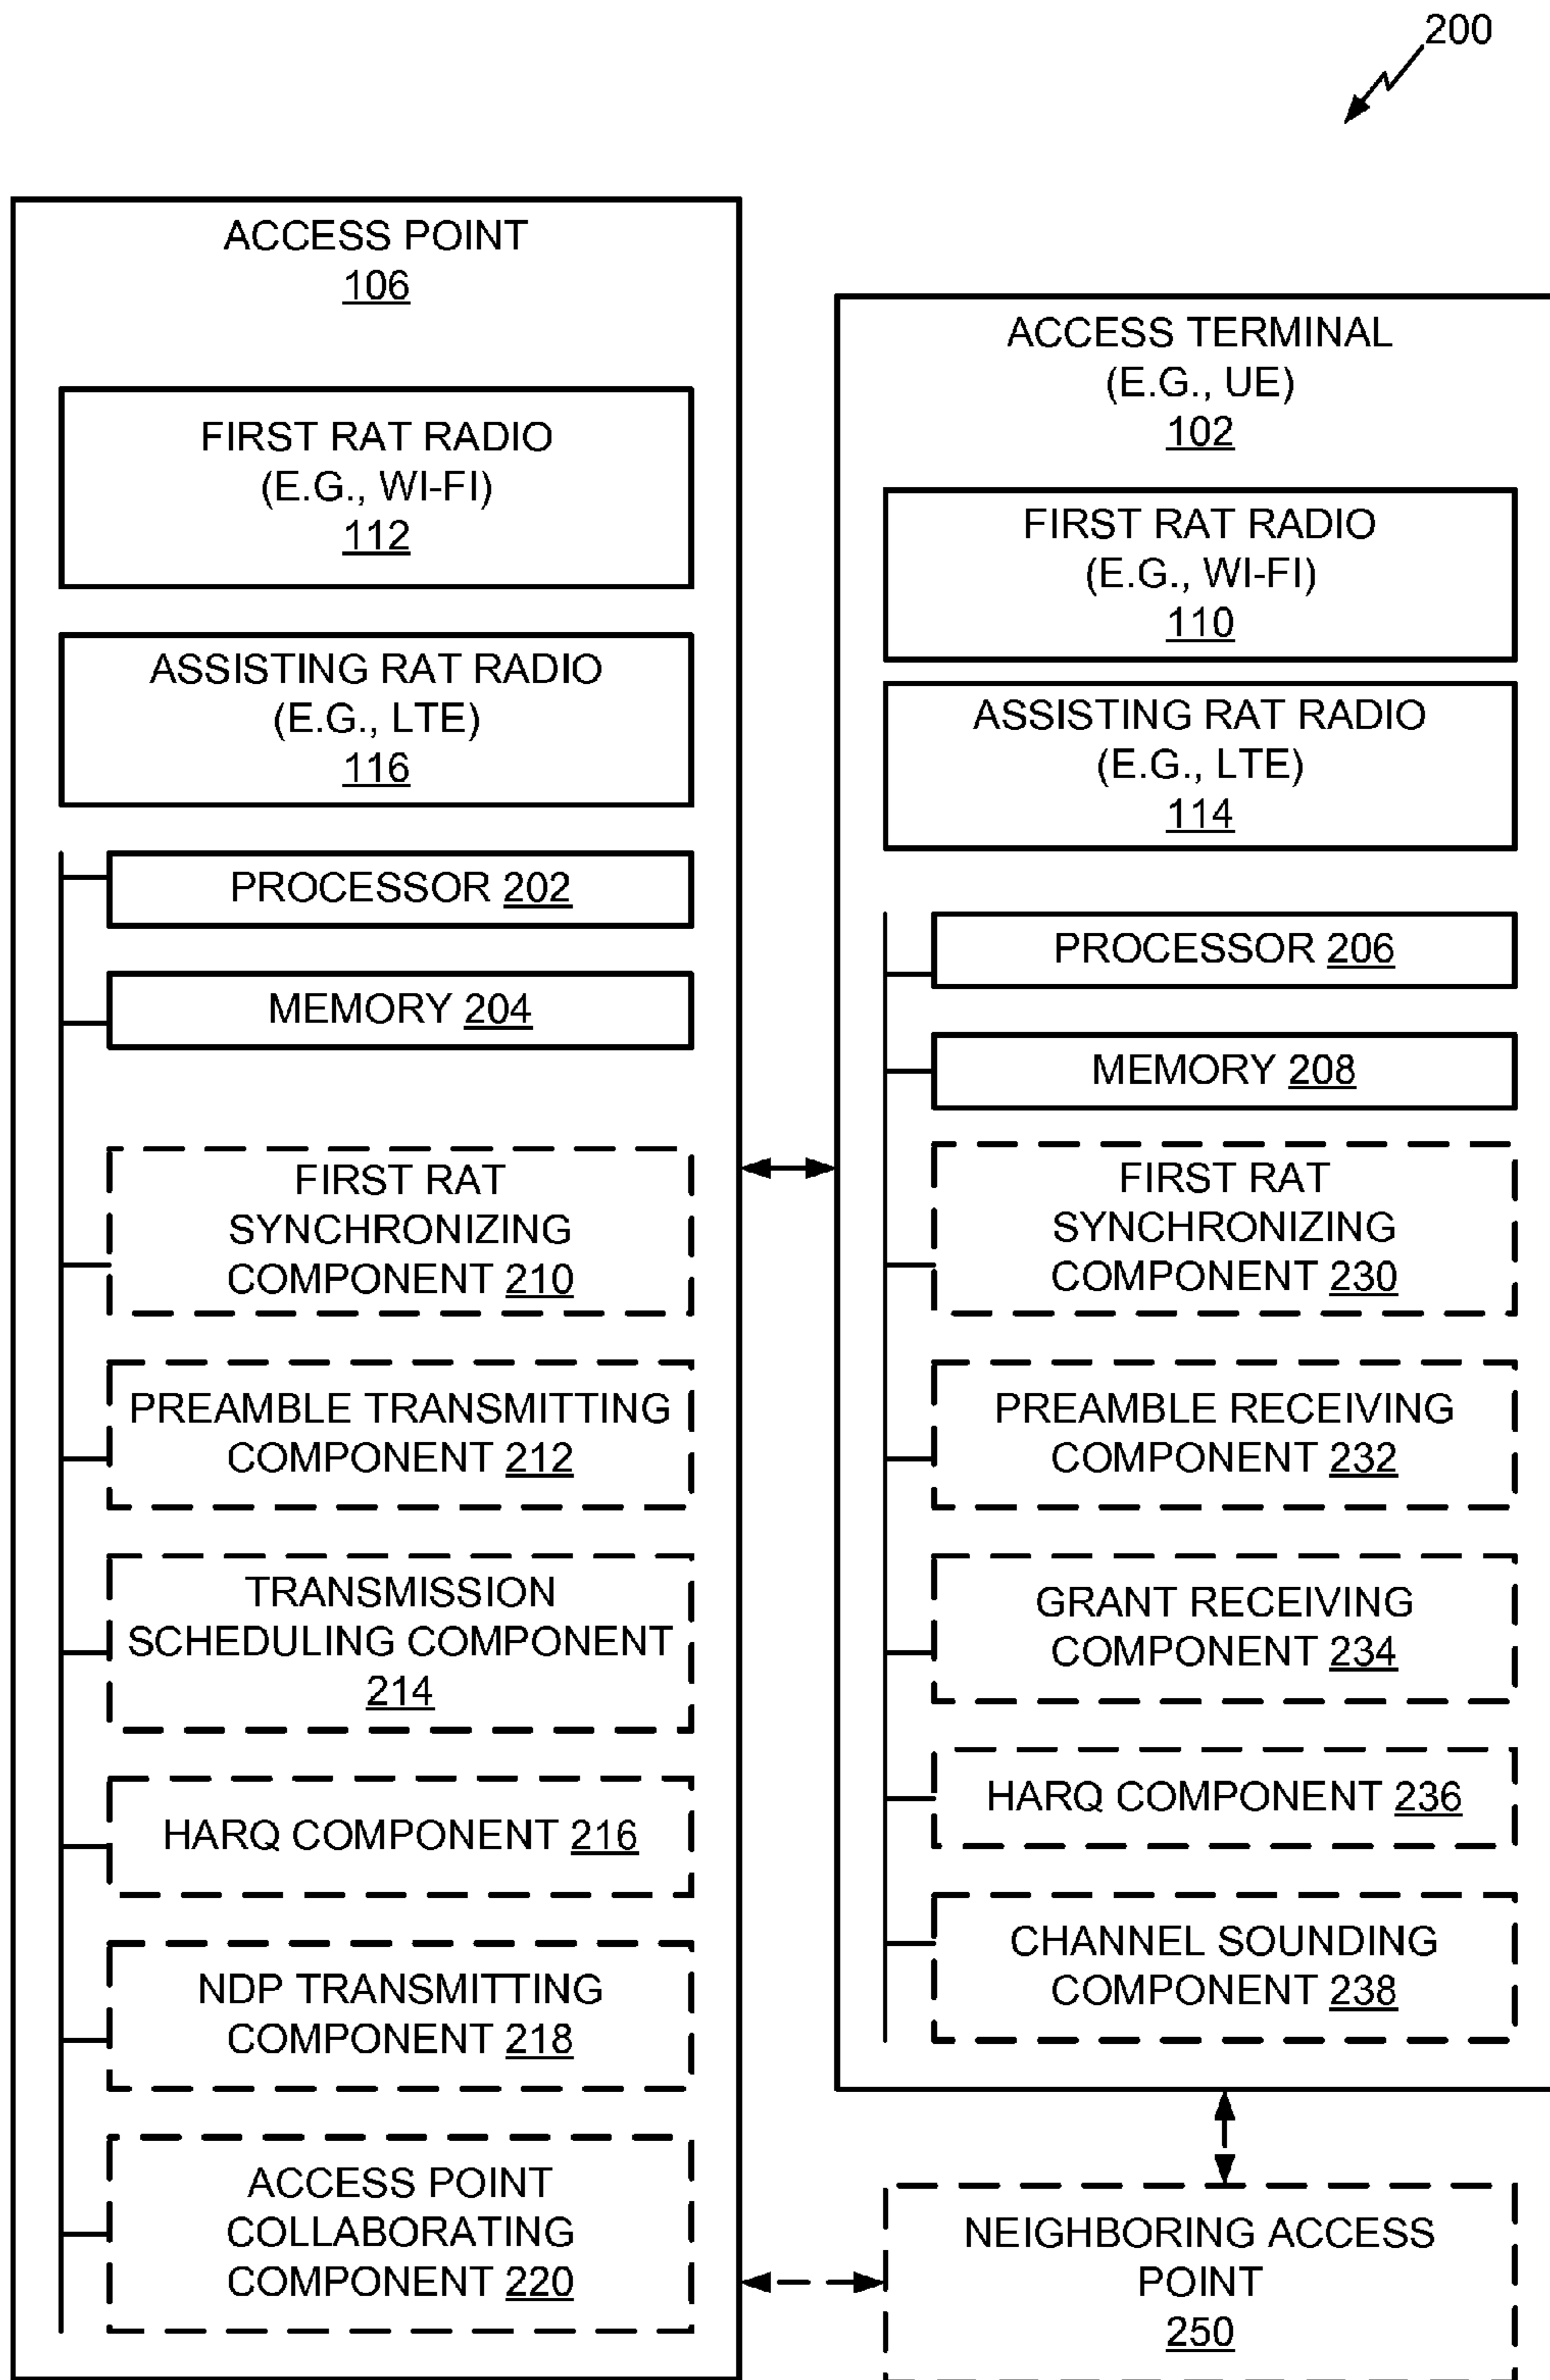 200
ACCESS POINT
106
FIRST RAT RADIO
(E.G., WI-FI)
112
ASSISTING RAT RADIO
(E.G., LTE)
116
PROCESSOR 202
MEMORY 204
FIRST RAT
SYNCHRONIZING
COMPONENT 210
PREAMBLE TRANSMITTING
COMPONENT 212
TRANSMISSION
SCHEDULING COMPONENT
214
HARQ COMPONENT 216
NDP TRANSMITTING
COMPONENT 218
ACCESS POINT
COLLABORATING
COMPONENT 220
ACCESS TERMINAL
(E.G., UE)
102
FIRST RAT RADIO
(E.G., WI-FI)
110
ASSISTING RAT RADIO
(E.G., LTE)
114
PROCESSOR 206
MEMORY 208
FIRST RAT
SYNCHRONIZING
COMPONENT 230
PREAMBLE RECEIVING
COMPONENT 232
GRANT RECEIVING
COMPONENT 234
HARQ COMPONENT 236
CHANNEL SOUNDING
COMPONENT 238
NEIGHBORING ACCESS
POINT
250